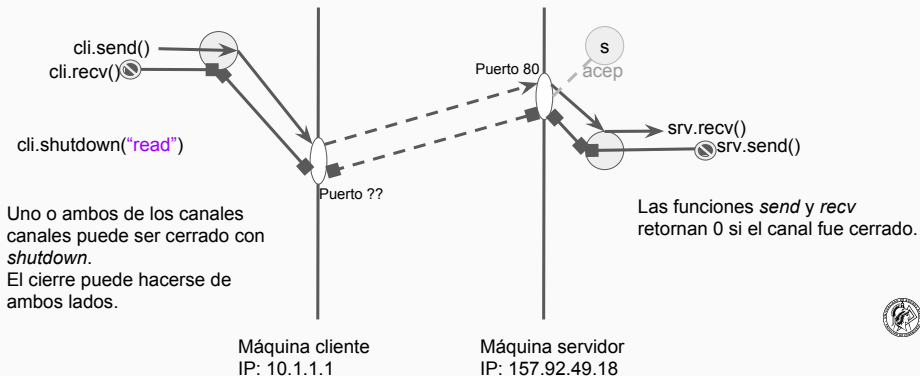 cli.send()
cli.recv()
cli.shutdown(“read”)
Uno o ambos de los canales
canales puede ser cerrado con
shutdown.
El cierre puede hacerse de
ambos lados.
Puerto ??
Máquina cliente
IP: 10.1.1.1
Puerto 80
s
acep
srv.recv()
srv.send()
Las funciones send y recv
retornan 0 si el canal fue cerrado.
Máquina servidor
IP: 157.92.49.18